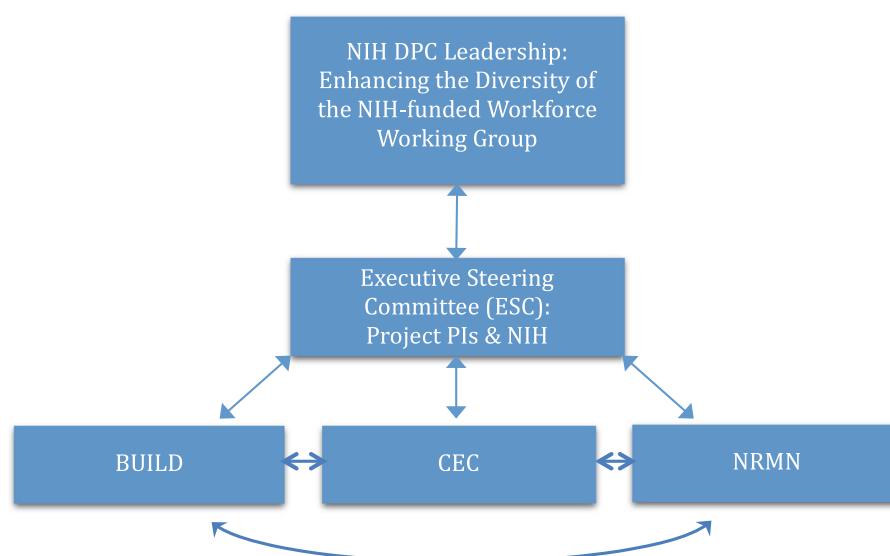 NIH DPC Leadership:
Enhancing the Diversity of
the NIH-funded Workforce
Working Group
Executive Steering
Committee (ESC):
Project PIs & NIH
BUILD
CEC
NRMN